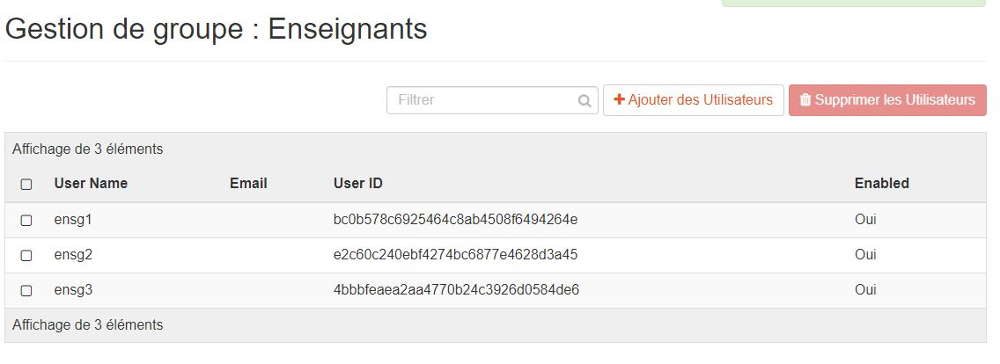 Gestion de groupe : Enseignants
Filtrer Ajouter des Utilisateurs Supprimer les Utilisateurs
Affichage de 3 éléments
User Name Email User ID Enabled
ensg1 bc0b578c6925464c8ab4508f6494264e Oui
ensg2 e2c60c240ebf4274bc6877e4628d3a45 Oui
ensg3 4bbbfeaea2aa4770b24c3926d0584de6 Oui
Affichage de 3 éléments